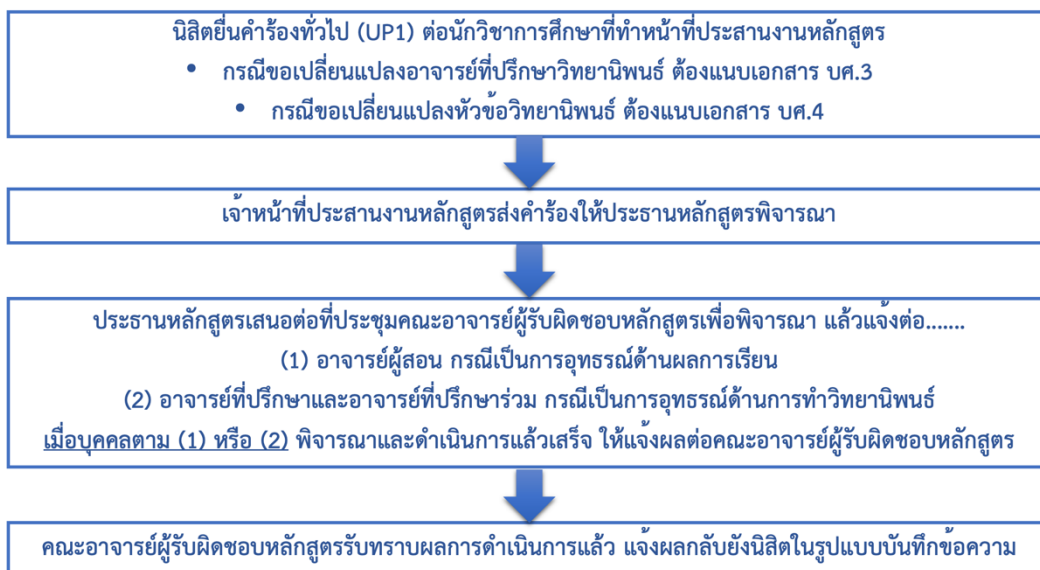 นิสิตยื่นคำร้องทั่วไป (UP1) ต่อนักวิชาการศึกษาที่ทำหน้าที่ประสานงานหลักสูตร
• กรณีขอเปลี่ยนแปลงอาจารย์ที่ปรึกษาวิทยานิพนธ์ ต้องแนบเอกสาร บศ.3
• กรณีขอเปลี่ยนแปลงหัวข้อวิทยานิพนธ์ ต้องแนบเอกสาร บศ.4
เจ้าหน้าที่ประสานงานหลักสูตรส่งคำร้องให้ประธานหลักสูตรพิจารณา
ประธานหลักสูตรเสนอต่อที่ประชุมคณะอาจารย์ผู้รับผิดชอบหลักสูตรเพื่อพิจารณา แล้วแจ้งต่อ.......
(1) อาจารย์ผู้สอน กรณีเป็นการอุทธรณ์ด้านผลการเรียน
(2) อาจารย์ที่ปรึกษาและอาจารย์ที่ปรึกษาร่วม กรณีเป็นการอุทธรณ์ด้านการทำวิทยานิพนธ์
เมื่อบุคคลตาม (1) หรือ (2) พิจารณาและดำเนินการแล้วเสร็จ ให้แจ้งผลต่อคณะอาจารย์ผู้รับผิดชอบหลักสูตร
คณะอาจารย์ผู้รับผิดชอบหลักสูตรรับทราบผลการดำเนินการแล้ว แจ้งผลกลับยังนิสิตในรูปแบบบันทึกข้อความ